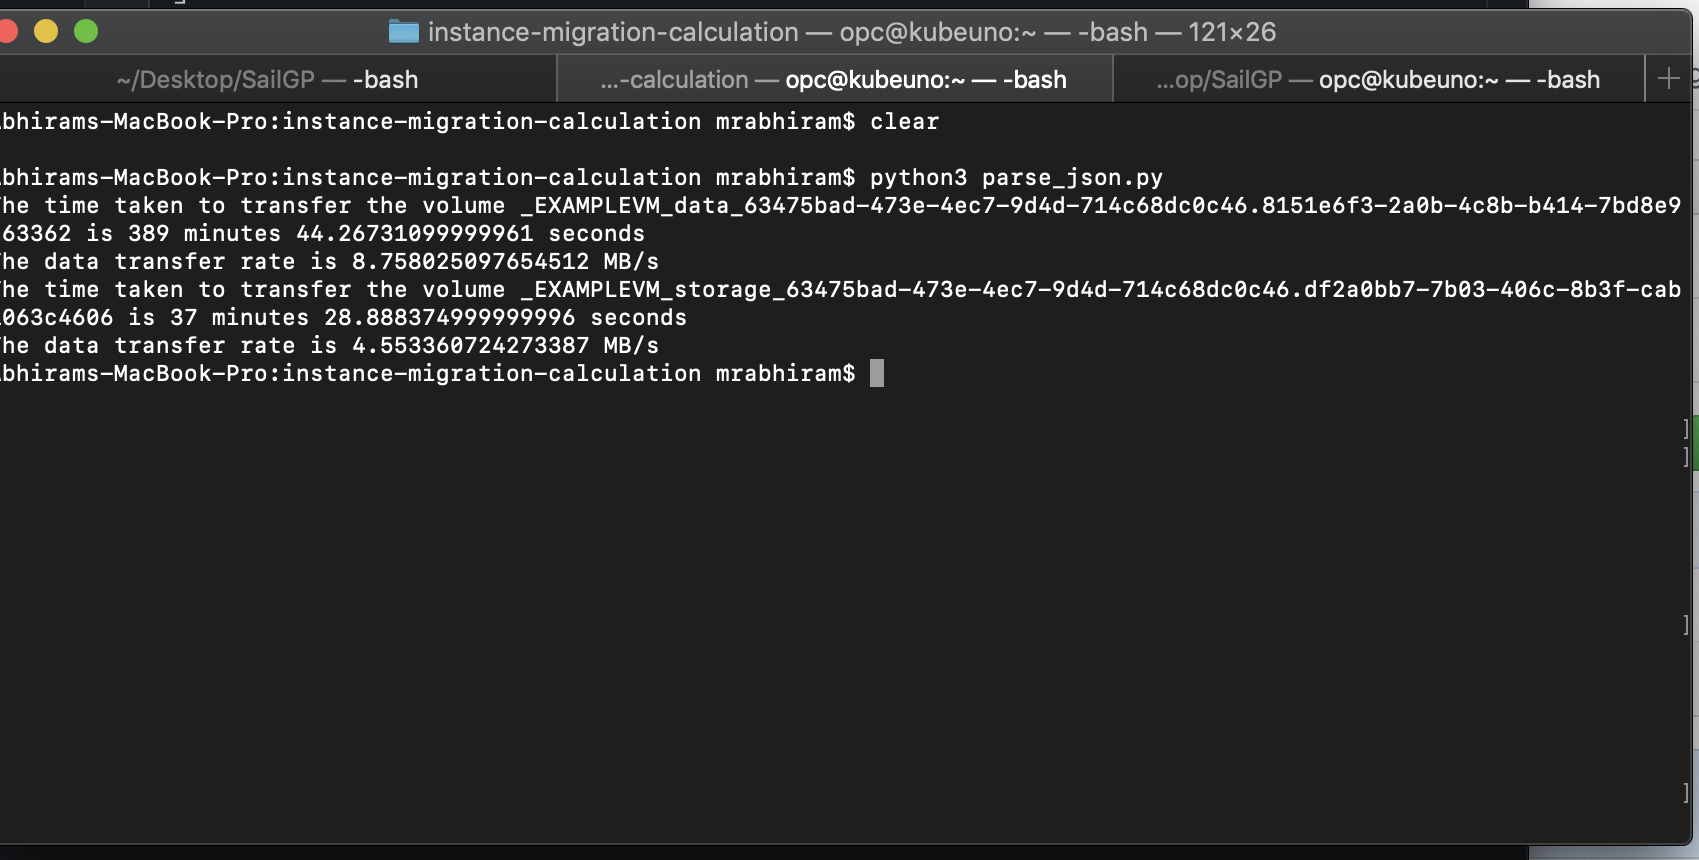 instance-migration-calculation — opc@kubeuno:~ — -bash — 121×26
~/Desktop/SailGP — -bash
...-calculation — opc@kubeuno:~ — -bash
...op/SailGP — opc@kubeuno:~ — -bash
bhirams-MacBook-Pro:instance-migration-calculation mrabhiram$ clear
bhirams-MacBook-Pro:instance-migration-calculation mrabhiram$ python3 parse_json.py
he time taken to transfer the volume _EXAMPLEVM_data_63475bad-473e-4ec7-9d4d-714c68dc0c46.8151e6f3-2a0b-4c8b-b414-7bd8e9
63362 is 389 minutes 44.26731099999961 seconds
he data transfer rate is 8.758025097654512 MB/s
he time taken to transfer the volume _EXAMPLEVM_storage_63475bad-473e-4ec7-9d4d-714c68dc0c46.df2a0bb7-7b03-406c-8b3f-cab
063c4606 is 37 minutes 28.888374999999996 seconds
he data transfer rate is 4.553360724273387 MB/s
bhirams-MacBook-Pro:instance-migration-calculation mrabhiram$
]
]
]
]